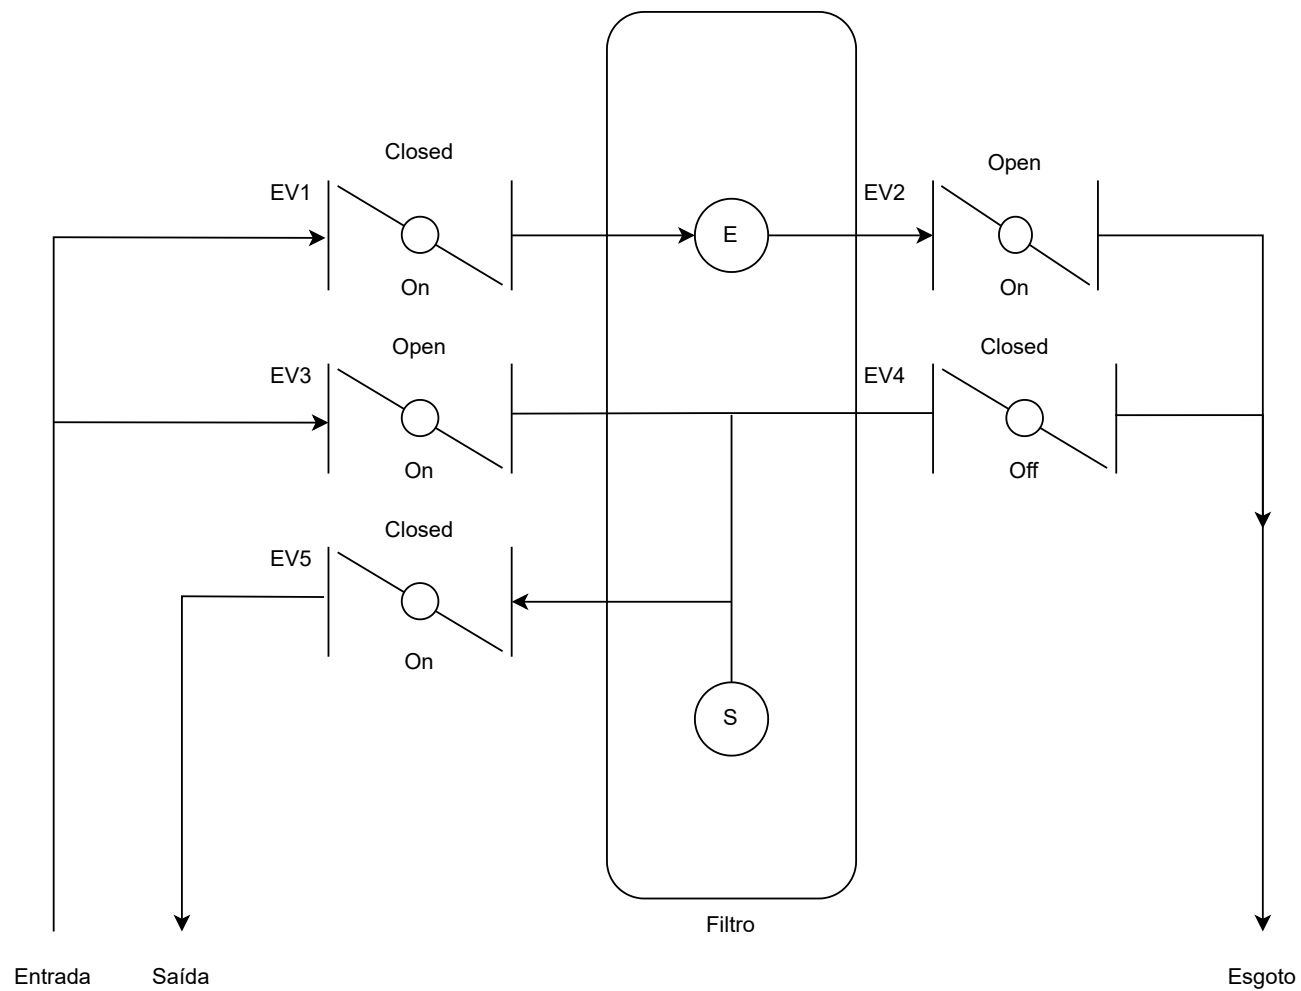 Closed
EV1
On
E
EV2
Open
On
Open
EV3
On
EV4
Closed
Off
Closed
EV5
On
S
Filtro
Entrada
Saída
Esgoto